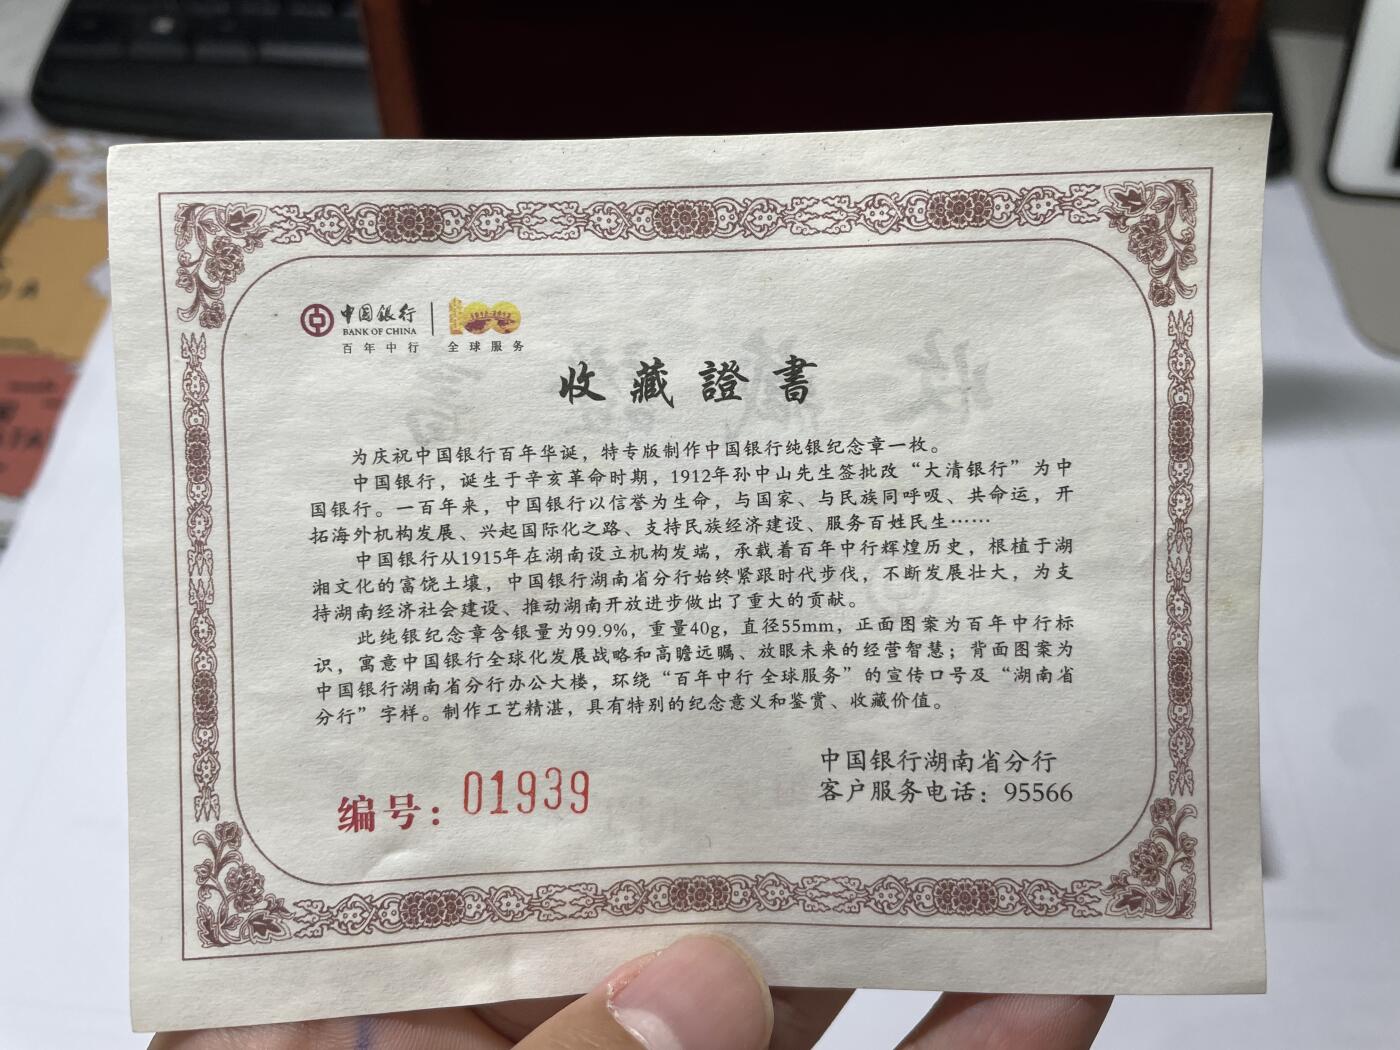 中国银行
BANK OF CHINA
百年中行 全球服务
1912-2012
收藏證書
为庆祝中国银行百年华诞，特专版制作中国银行纯银纪念章一枚。
中国银行，诞生于辛亥革命时期，1912年孙中山先生签批改“大清银行”为中
国银行。一百年来，中国银行以信誉为生命，与国家、与民族同呼吸、共命运，开
拓海外机构发展、兴起国际化之路、支持民族经济建设、服务百姓民生……
中国银行从1915年在湖南设立机构发端，承载着百年中行辉煌历史，根植于湖
湘文化的富饶土壤，中国银行湖南省分行始终紧跟时代步伐，不断发展壮大，为支
持湖南经济社会建设、推动湖南开放进步做出了重大的贡献。
此纯银纪念章含银量为99.9%，重量40g，直径55mm，正面图案为百年中行标
识，寓意中国银行全球化发展战略和高瞻远瞩、放眼未来的经营智慧；背面图案为
中国银行湖南省分行办公大楼，环绕“百年中行 全球服务”的宣传口号及“湖南省
分行”字样。制作工艺精湛，具有特别的纪念意义和鉴赏、收藏价值。
中国银行湖南省分行
客户服务电话：95566
编号：01939